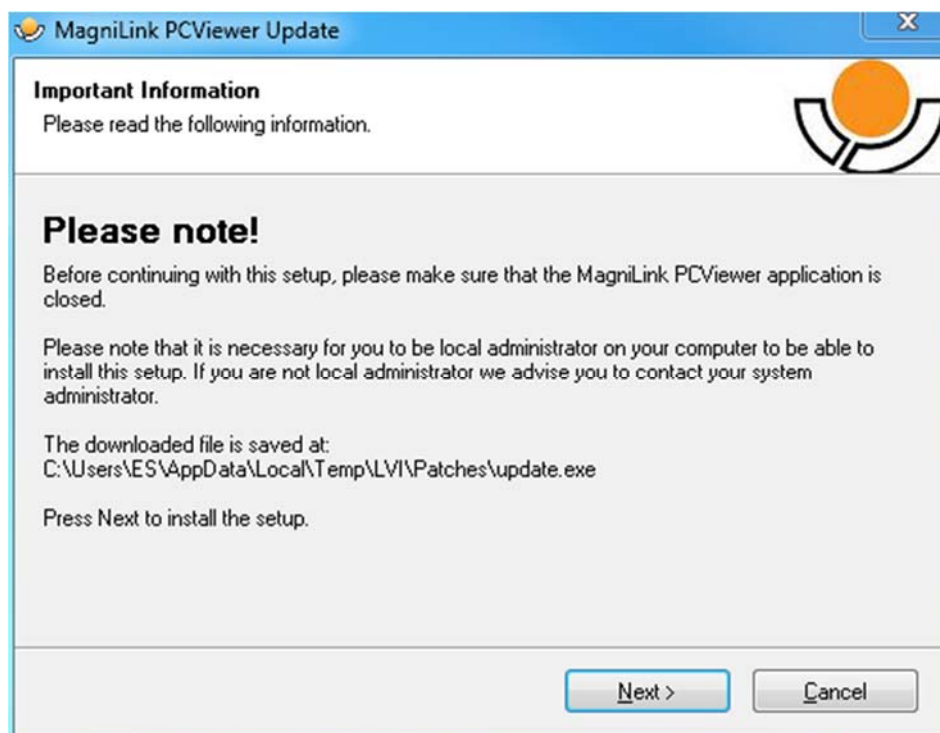 MagniLink PCViewer Update
Important Information
Please read the following information.
Please note!
Before continuing with this setup, please make sure that the MagniLink PCViewer application is
closed.
Please note that it is necessary for you to be local administrator on your computer to be able to
install this setup. If you are not local administrator we advise you to contact your system
administrator.
The downloaded file is saved at:
C:\Users\ES\AppData\Local\Temp\LVI\Patches\update.exe
Press Next to install the setup.
Next >
Cancel